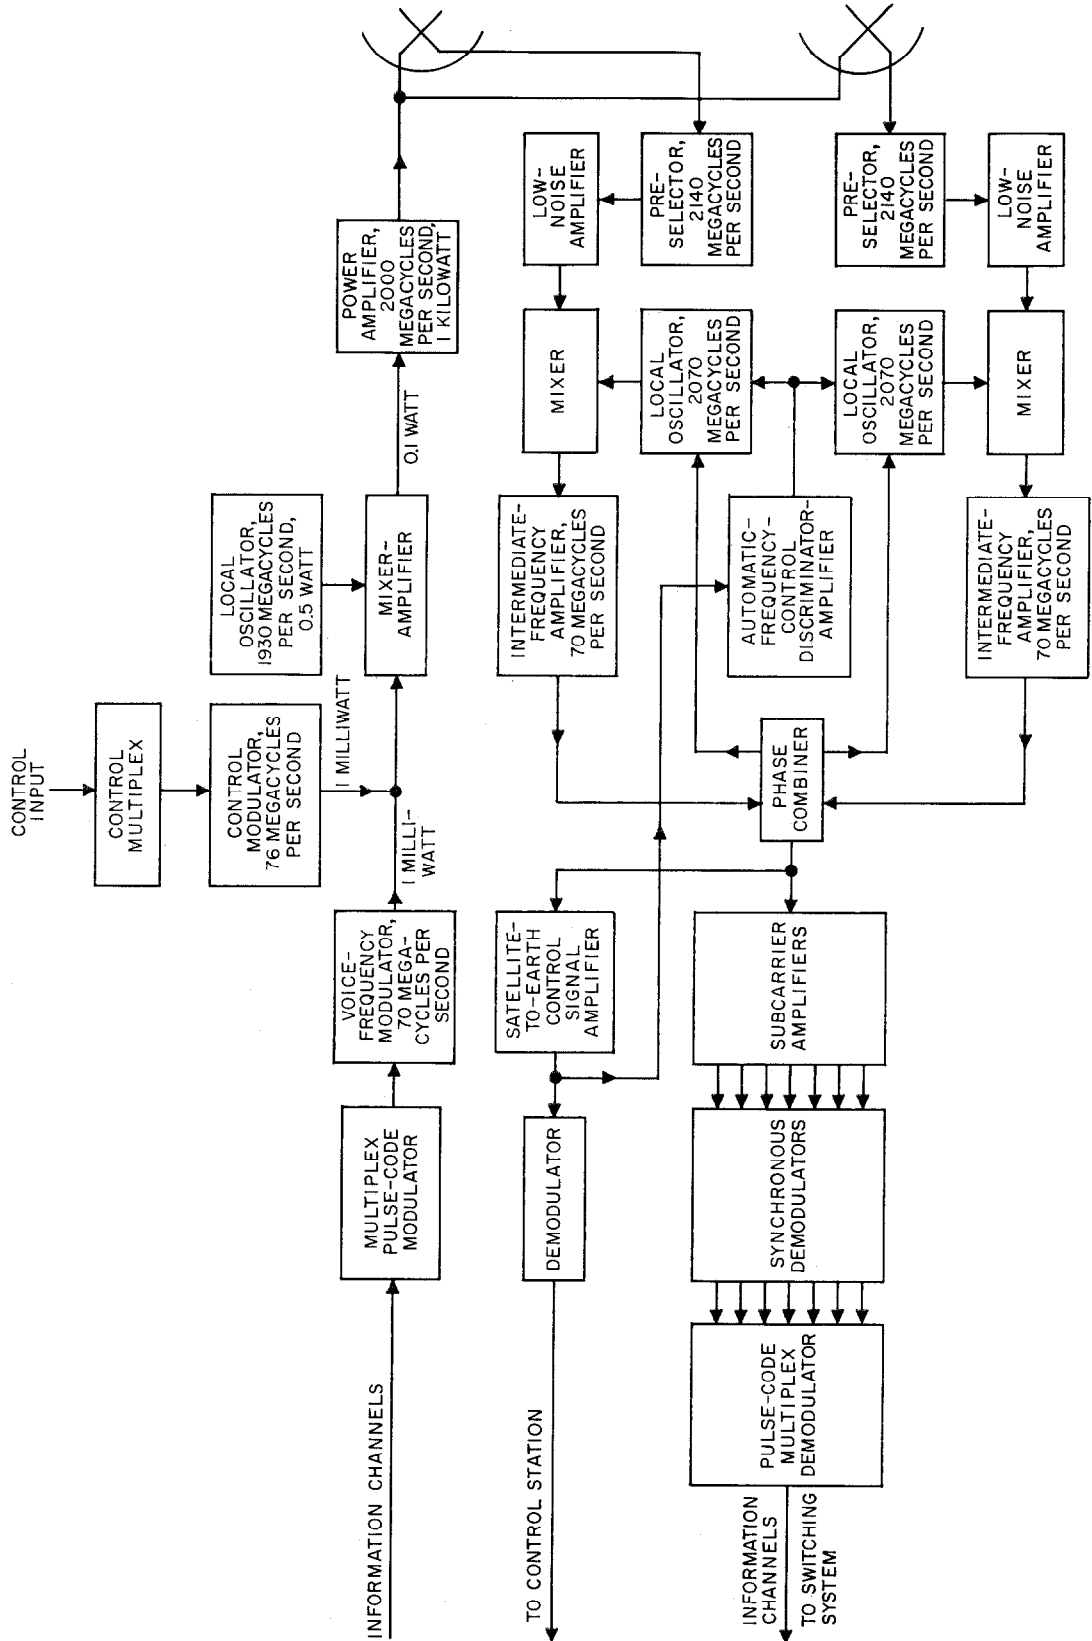 CONTROL
INPUT
CONTROL
MULTIPLEX
CONTROL
MODULATOR,
76 MEGACYCLES
PER SECOND
1 MILLIWATT
LOCAL
OSCILLATOR,
1930 MEGACYCLES
PER SECOND,
0.5 WATT
INFORMATION CHANNELS
MULTIPLEX
PULSE-CODE
MODULATOR
VOICE-
FREQUENCY
MODULATOR,
70 MEGA-
CYCLES PER
SECOND
1 MILLI-
WATT
MIXER-
AMPLIFIER
0.1 WATT
POWER
AMPLIFIER,
2000
MEGACYCLES
PER SECOND,
1 KILOWATT
TO CONTROL STATION
DEMODULATOR
SATELLITE-
TO-EARTH
CONTROL
SIGNAL
AMPLIFIER
INTERMEDIATE-
FREQUENCY
AMPLIFIER,
70 MEGACYCLES
PER SECOND
MIXER
LOW-
NOISE
AMPLIFIER
LOCAL
OSCILLATOR,
2070
MEGACYCLES
PER SECOND
PRE-
SELECTOR,
2140
MEGACYCLES
PER SECOND
INFORMATION
CHANNELS
TO SWITCHING
SYSTEM
PULSE-CODE
MULTIPLEX
DEMODULATOR
SYNCHRONOUS
DEMODULATORS
SUBCARRIER
AMPLIFIERS
PHASE
COMBINER
AUTOMATIC-
FREQUENCY-
CONTROL
DISCRIMINATOR-
AMPLIFIER
LOCAL
OSCILLATOR,
2070
MEGACYCLES
PER SECOND
PRE-
SELECTOR,
2140
MEGACYCLES
PER SECOND
INTERMEDIATE-
FREQUENCY
AMPLIFIER,
70 MEGACYCLES
PER SECOND
MIXER
LOW-
NOISE
AMPLIFIER